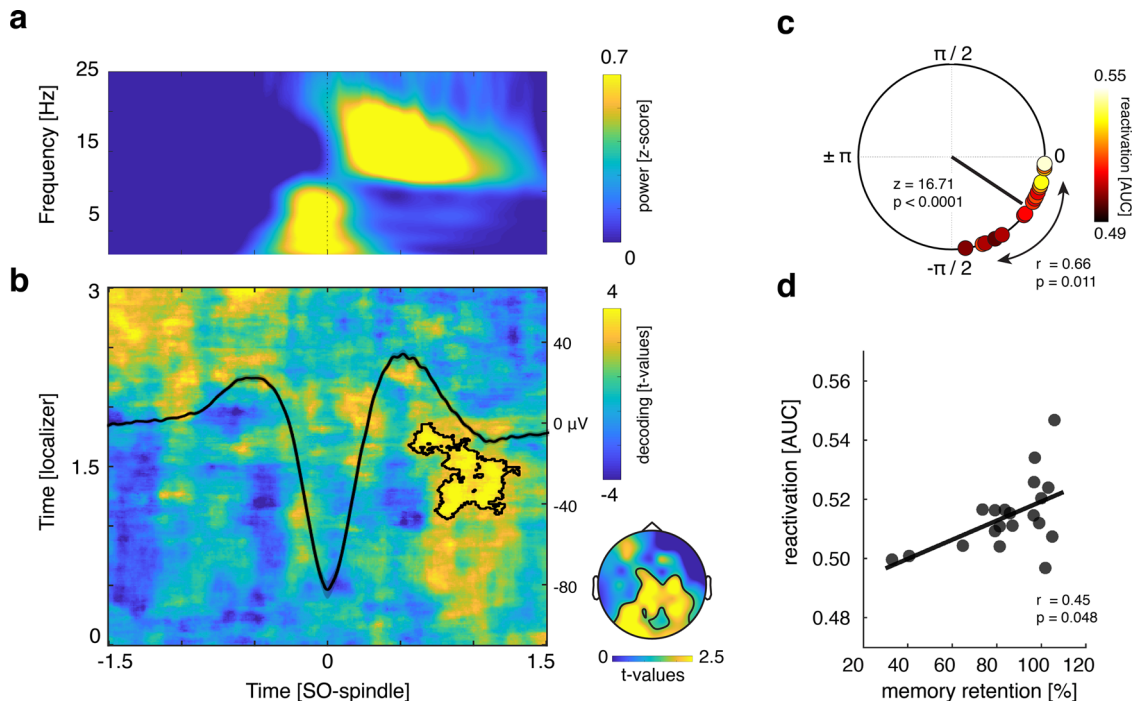 a
25
15
5
Frequency [Hz]
0.7
power [z-score]
0
b
3
1.5
0
Time [localizer]
40
0 µV
-40
-80
-1.5
0
1.5
Time [SO-spindle]
4
decoding [t-values]
-4
0
2.5
t-values
c
π / 2
± π
0
-π / 2
z = 16.71
p < 0.0001
r = 0.66
p = 0.011
0.55
reactivation [AUC]
0.49
d
0.56
0.54
0.52
0.50
0.48
reactivation [AUC]
r = 0.45
p = 0.048
20
40
60
80
100
120
memory retention [%]